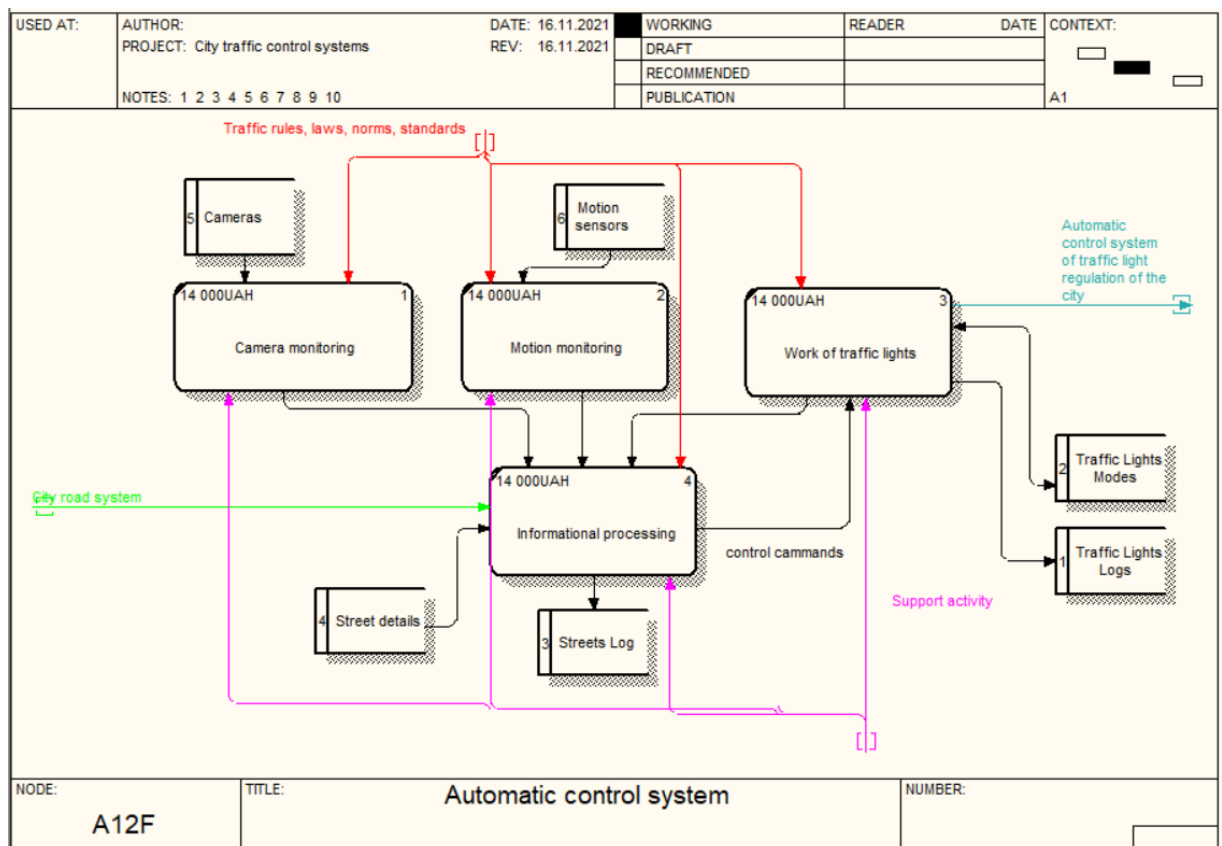 USED AT:
AUTHOR:
DATE: 16.11.2021
WORKING
READER
DATE
CONTEXT:
PROJECT: City traffic control systems
REV: 16.11.2021
DRAFT
RECOMMENDED
NOTES: 1 2 3 4 5 6 7 8 9 10
PUBLICATION
A1
Traffic rules, laws, norms, standards
5
Cameras
6
Motion
sensors
Automatic
control system
of traffic light
regulation of the
city
14 000UAH
1
Camera monitoring
14 000UAH
2
Motion monitoring
14 000UAH
3
Work of traffic lights
2
Traffic Lights
Modes
14 000UAH
4
Informational processing
City road system
control cammands
1
Traffic Lights
Logs
Support activity
4
Street details
3
Streets Log
NODE:
A12F
TITLE:
Automatic control system
NUMBER: